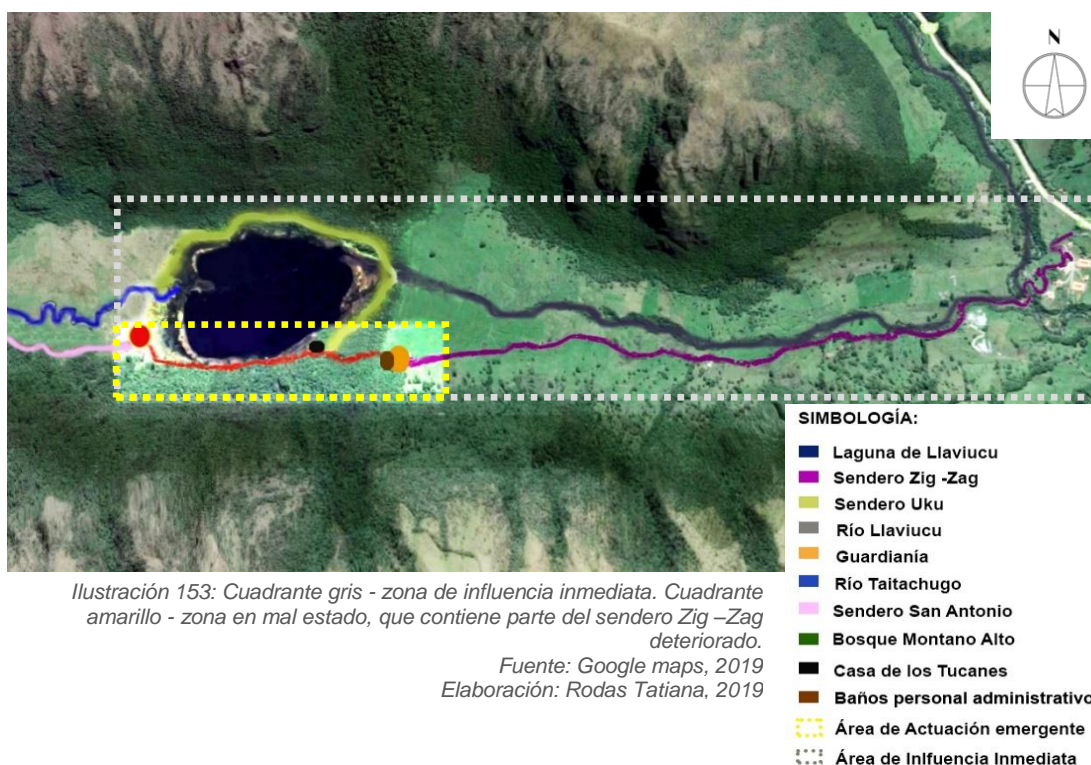 N
SIMBOLOGÍA:
Laguna de Llaviucu
Sendero Zig -Zag
Sendero Uku
Río Llaviucu
Guardianía
Río Taitachugo
Sendero San Antonio
Bosque Montano Alto
Casa de los Tucanes
Baños personal administrativo
Área de Actuación emergente
Área de Inlfuencia Inmediata
Ilustración 153: Cuadrante gris - zona de influencia inmediata. Cuadrante
amarillo - zona en mal estado, que contiene parte del sendero Zig –Zag
deteriorado.
Fuente: Google maps, 2019
Elaboración: Rodas Tatiana, 2019